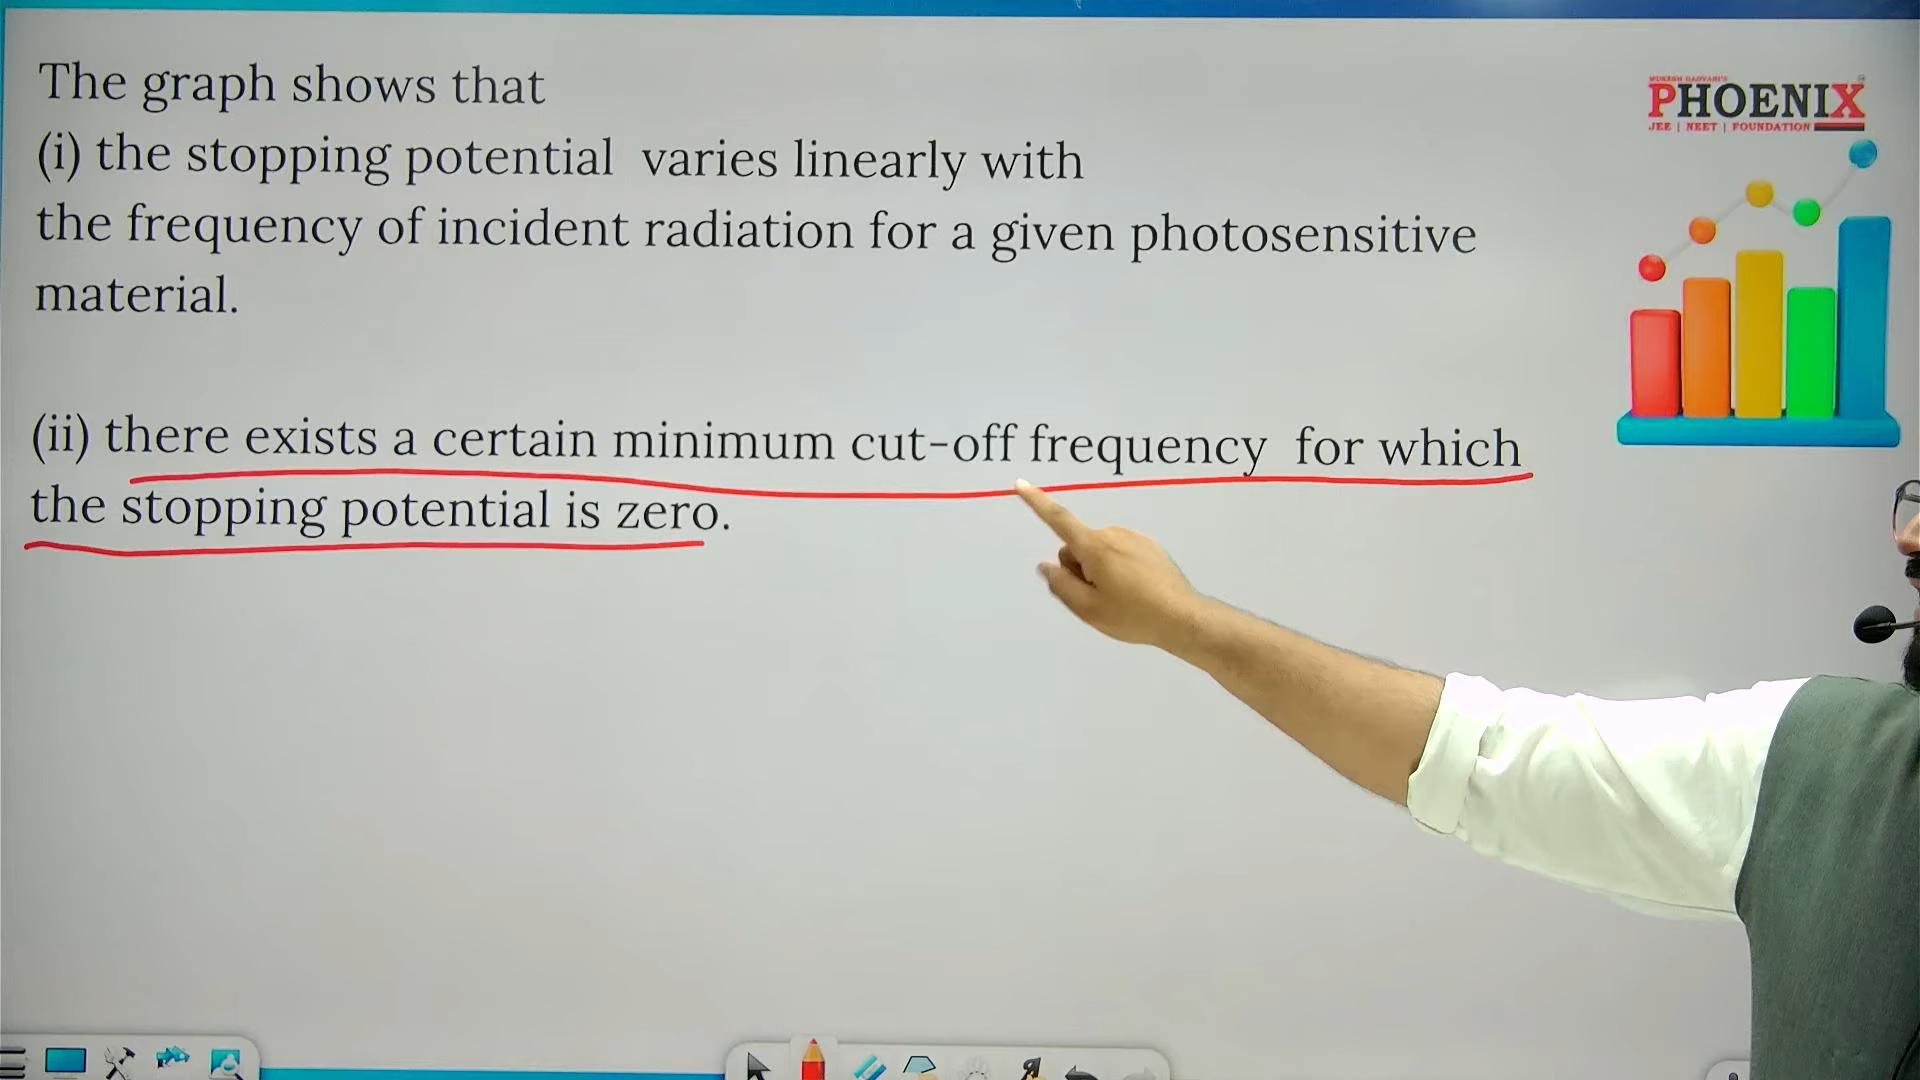 The graph shows that
(i) the stopping potential varies linearly with
the frequency of incident radiation for a given photosensitive
material.
(ii) there exists a certain minimum cut-off frequency for which
the stopping potential is zero.
PHOENIX
JEE | NEET | FOUNDATION